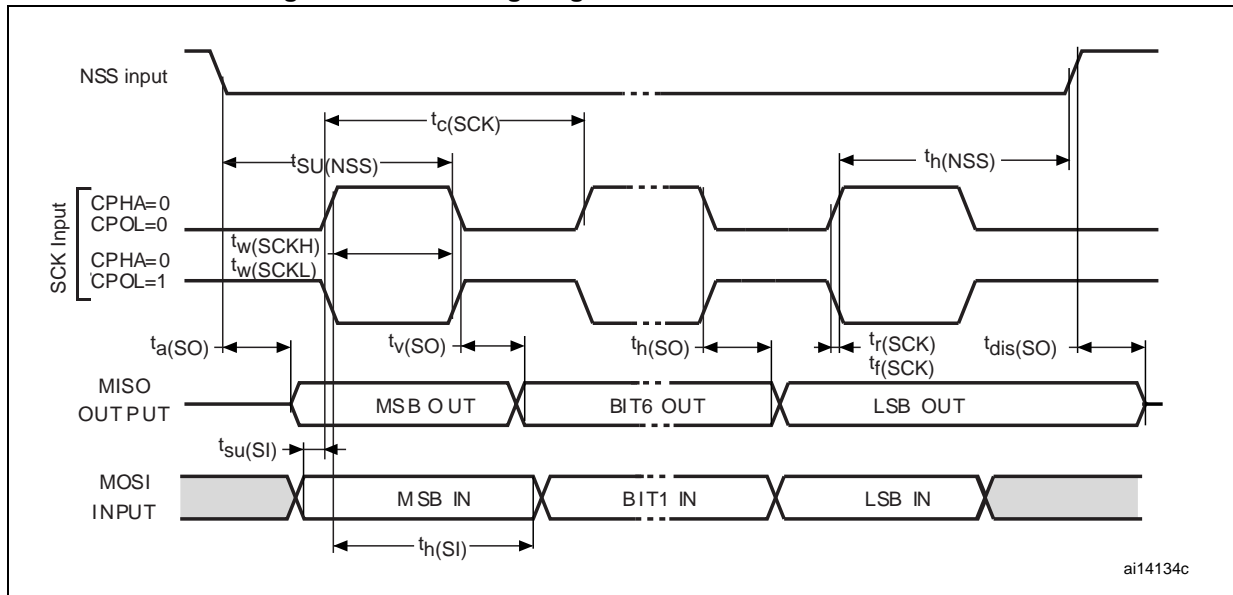 NSS input
tc(SCK)
tSU(NSS)
th(NSS)
SCK Input
CPHA=0
CPOL=0
tw(SCKH)
CPHA=0
tw(SCKL)
CPOL=1
ta(SO)
tv(SO)
th(SO)
tr(SCK)
tf(SCK)
tdis(SO)
MISO
OUTPUT
MSB OUT
BIT6 OUT
LSB OUT
tsu(SI)
MOSI
INPUT
MSB IN
BIT1 IN
LSB IN
th(SI)
ai14134c